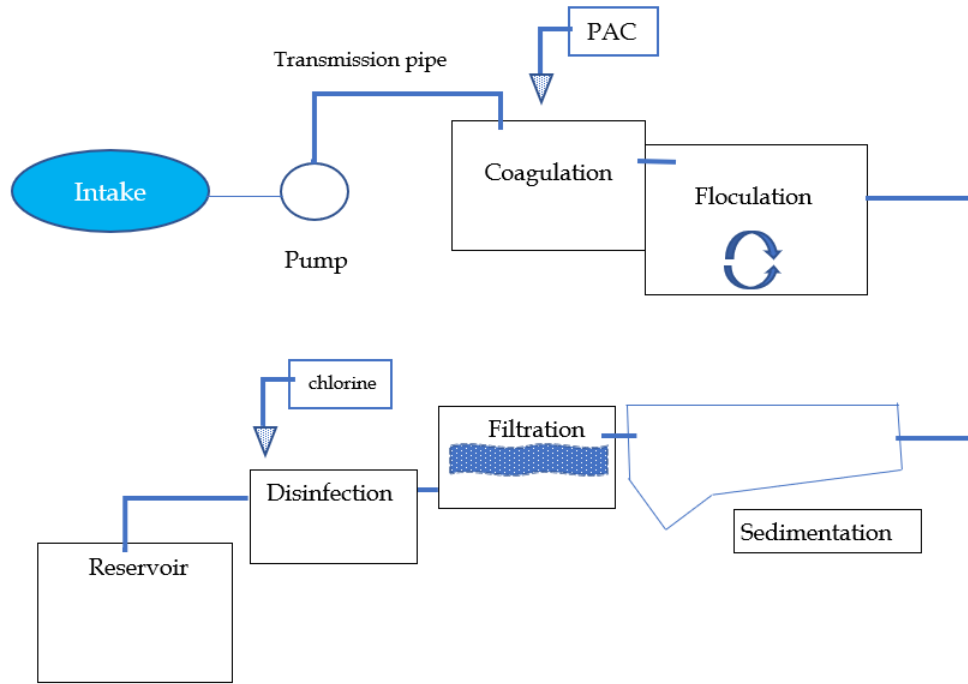 PAC
Transmission pipe
Coagulation
Intake
Floculation
Pump
chlorine
Filtration
Disinfection
Sedimentation
Reservoir